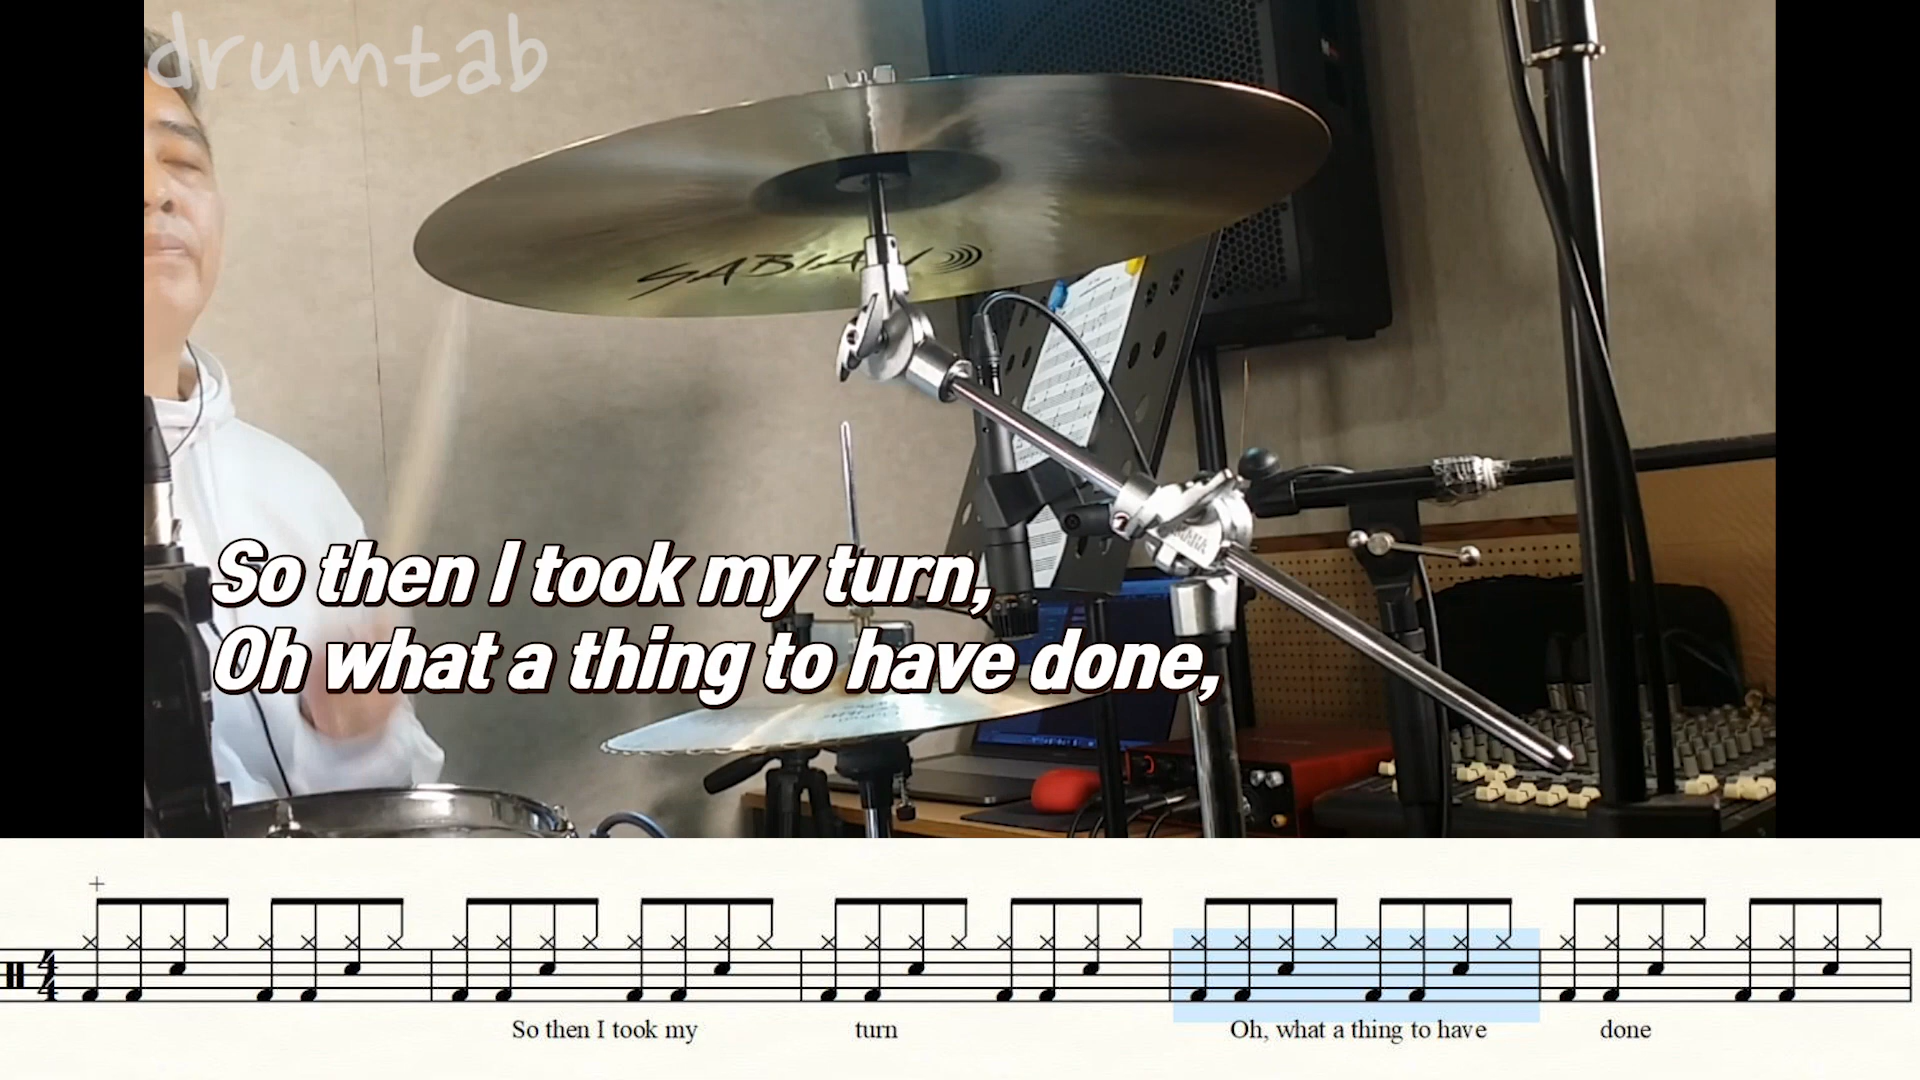 drumtab
SABIAN
So then I took my turn,
Oh what a thing to have done,
So then I took my turn Oh, what a thing to have done